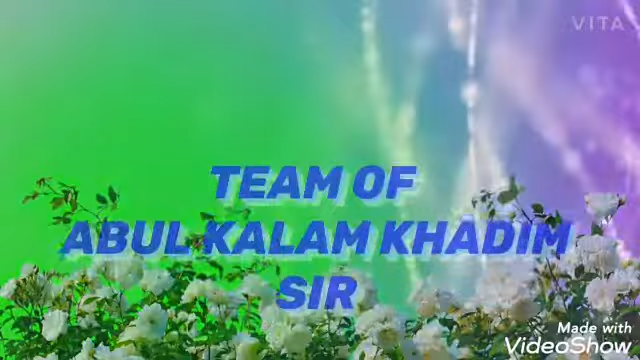 VITA
TEAM OF
ABUL KALAM KHADIM
SIR
Made with
VideoShow